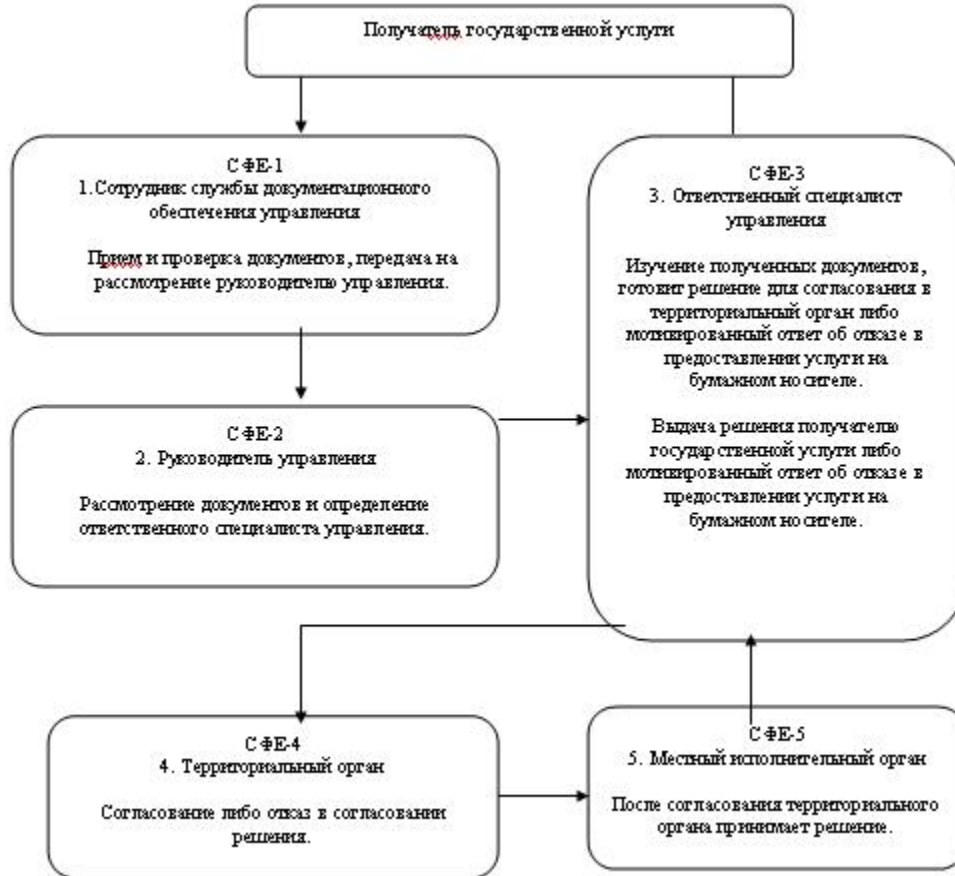 Получатель государственной услуги
СФЕ-1
1.Сотрудник службы документационного
обеспечения управления
Прием и проверка документов, передача на
рассмотрение руководителю управления.
СФЕ-2
2. Руководитель управления
Рассмотрение документов и определение
ответственного специалиста управления.
СФЕ-3
3. Ответственный специалист
управления
Изучение полученных документов,
готовит решение для согласования в
территориальный орган либо
мотивированный ответ об отказе в
предоставлении услуги на
бумажном носителе.
Выдача решения получателю
государственной услуги либо
мотивированный ответ об отказе в
предоставлении услуги на
бумажном носителе.
СФЕ-4
4. Территориальный орган
Согласование либо отказ в согласовании
решения.
СФЕ-5
5. Местный исполнительный орган
После согласования территориального
органа принимает решение.